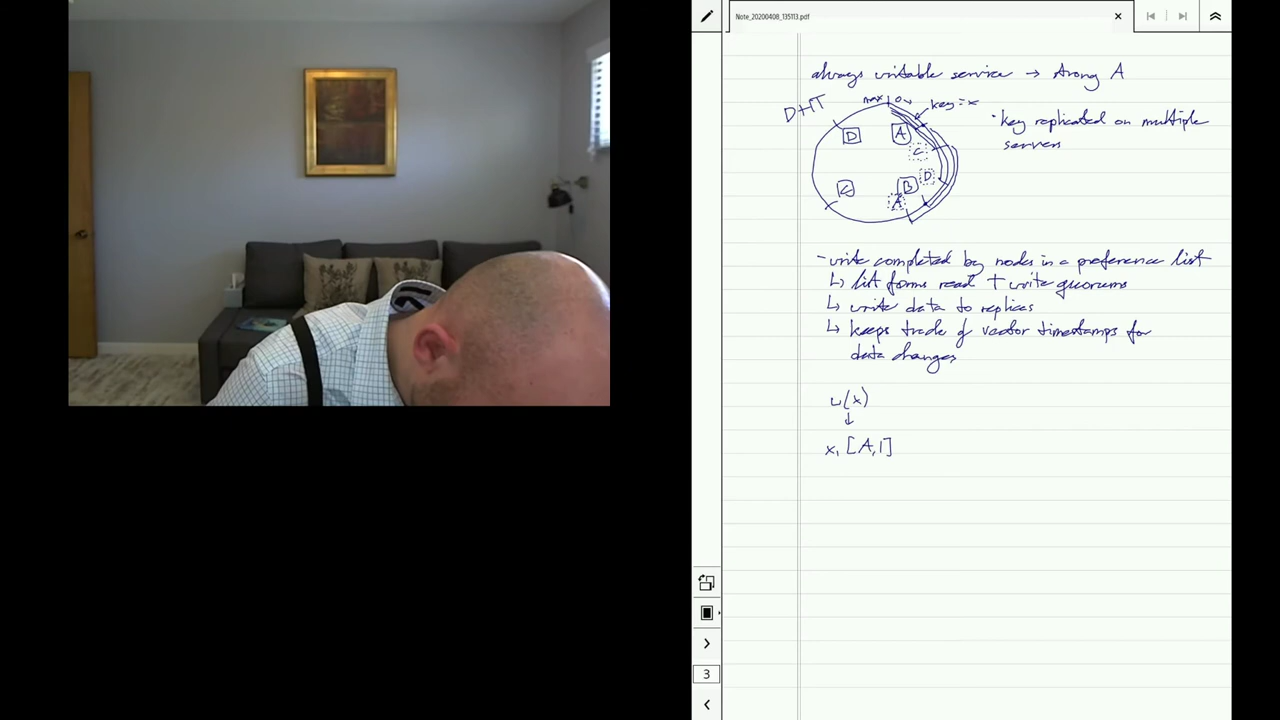 Note_20200408_135113.pdf
always writable service → strong A
DHT
max | 0
key = x
D
A
C
D
C
B
A
· key replicated on multiple
servers
- write completed by nodes in a preference list
↳ list forms read + write quorums
↳ write data to replicas
↳ keeps track of vector timestamps for
data changes
w(x)
↓
x, [A,1]
3